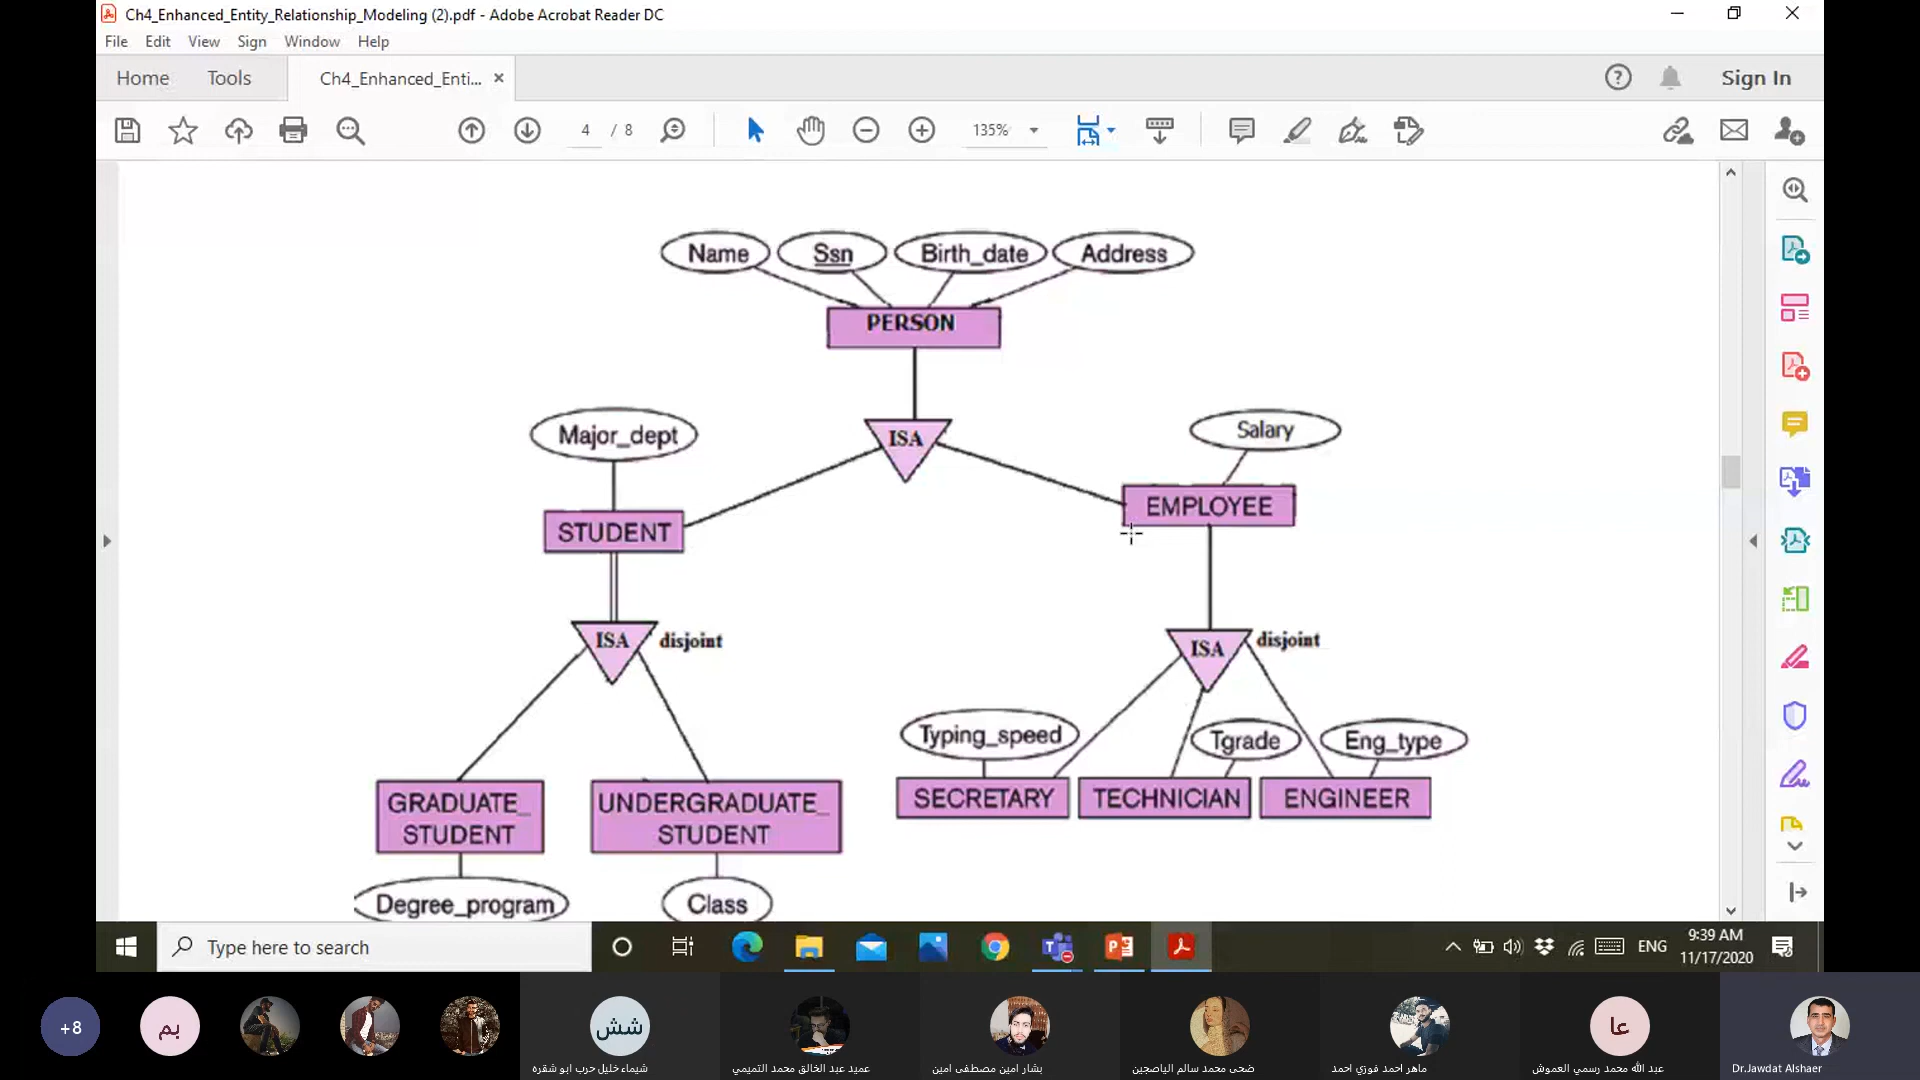 Ch4_Enhanced_Entity_Relationship_Modeling (2).pdf - Adobe Acrobat Reader DC
File Edit View Sign Window Help
Home Tools Ch4_Enhanced_Enti... Sign In
4 / 8 135%
Name Ssn Birth_date Address
PERSON
ISA
Major_dept
Salary
STUDENT
EMPLOYEE
ISA disjoint
ISA disjoint
Typing_speed Tgrade Eng_type
SECRETARY TECHNICIAN ENGINEER
GRADUATE_
STUDENT
UNDERGRADUATE_
STUDENT
Degree_program Class
Type here to search
ENG
9:39 AM
11/17/2020
+8
بم
شش
عا
شيماء خليل حرب ابو شقره
عميد عبد الخالق محمد التميمي
بشار امين مصطفى امين
ضحى محمد سالم الياصجين
ماهر احمد فوزي احمد
عبد الله محمد رسمي العموش
Dr.Jawdat Alshaer